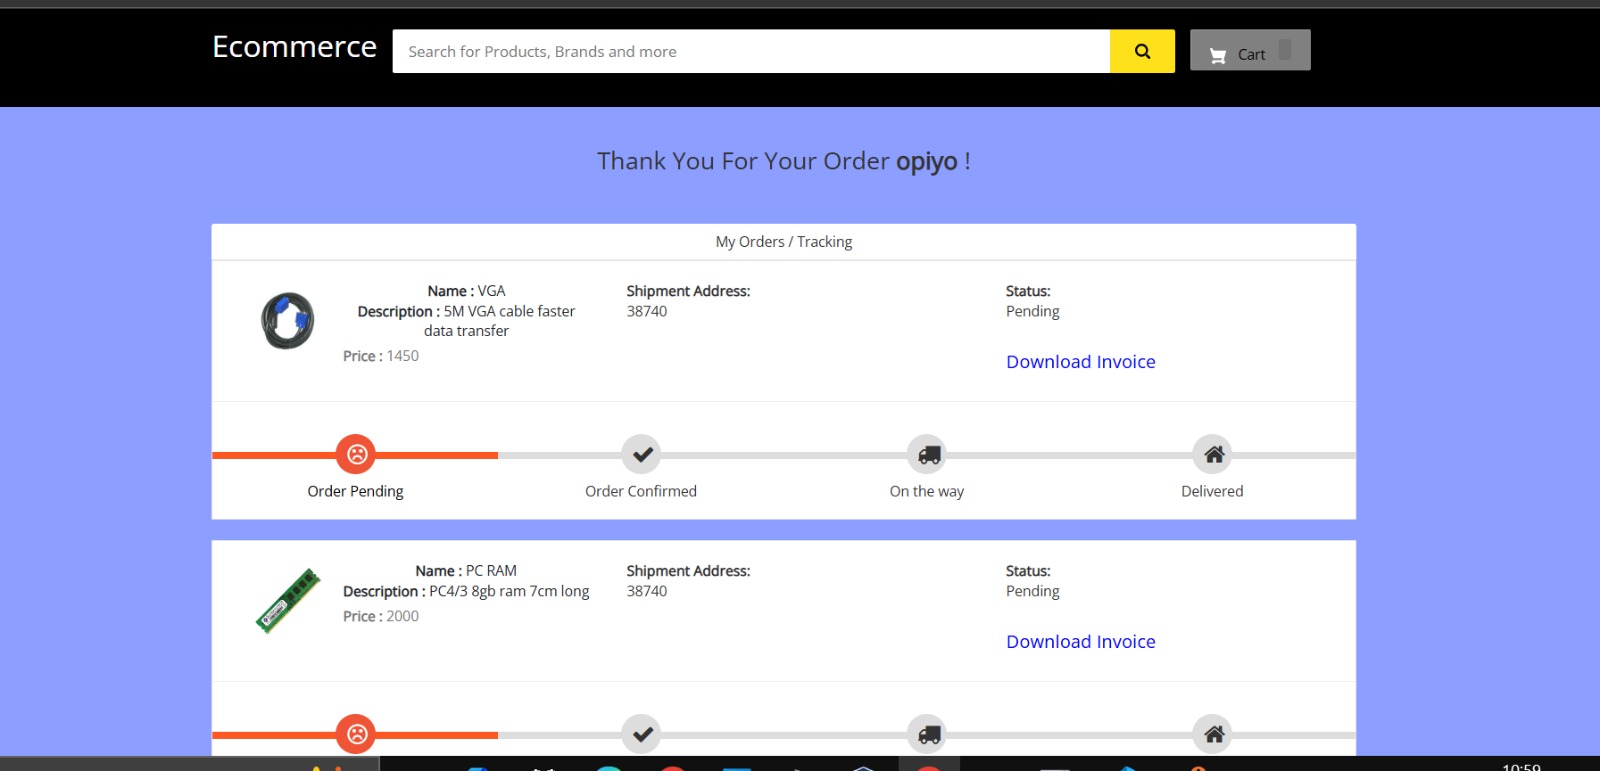 Ecommerce
Search for Products, Brands and more
Cart
Thank You For Your Order opiyo !
My Orders / Tracking
Name : VGA
Description : 5M VGA cable faster
data transfer
Price : 1450
Shipment Address:
38740
Status:
Pending
Download Invoice
Order Pending
Order Confirmed
On the way
Delivered
Name : PC RAM
Description : PC4/3 8gb ram 7cm long
Price : 2000
Shipment Address:
38740
Status:
Pending
Download Invoice
10:59